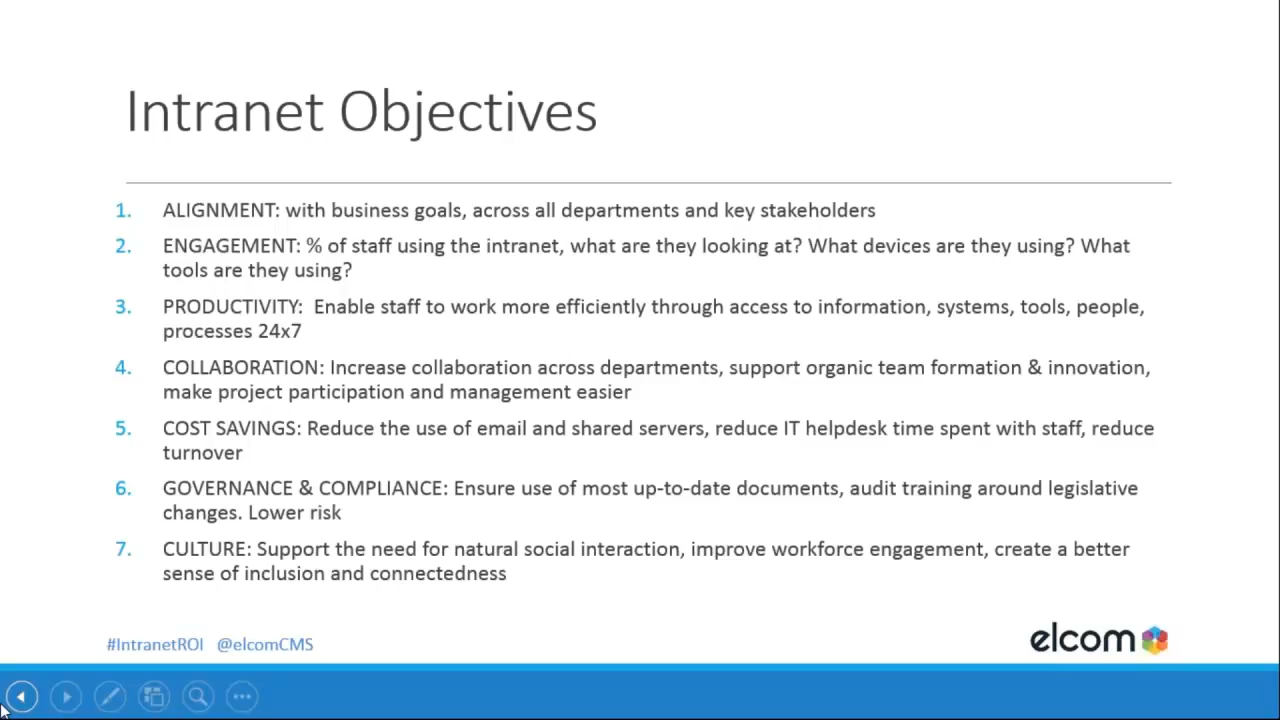 Intranet Objectives
1. ALIGNMENT: with business goals, across all departments and key stakeholders
2. ENGAGEMENT: % of staff using the intranet, what are they looking at? What devices are they using? What
tools are they using?
3. PRODUCTIVITY:  Enable staff to work more efficiently through access to information, systems, tools, people,
processes 24x7
4. COLLABORATION: Increase collaboration across departments, support organic team formation & innovation,
make project participation and management easier
5. COST SAVINGS: Reduce the use of email and shared servers, reduce IT helpdesk time spent with staff, reduce
turnover
6. GOVERNANCE & COMPLIANCE: Ensure use of most up-to-date documents, audit training around legislative
changes. Lower risk
7. CULTURE: Support the need for natural social interaction, improve workforce engagement, create a better
sense of inclusion and connectedness
#IntranetROI @elcomCMS
elcom